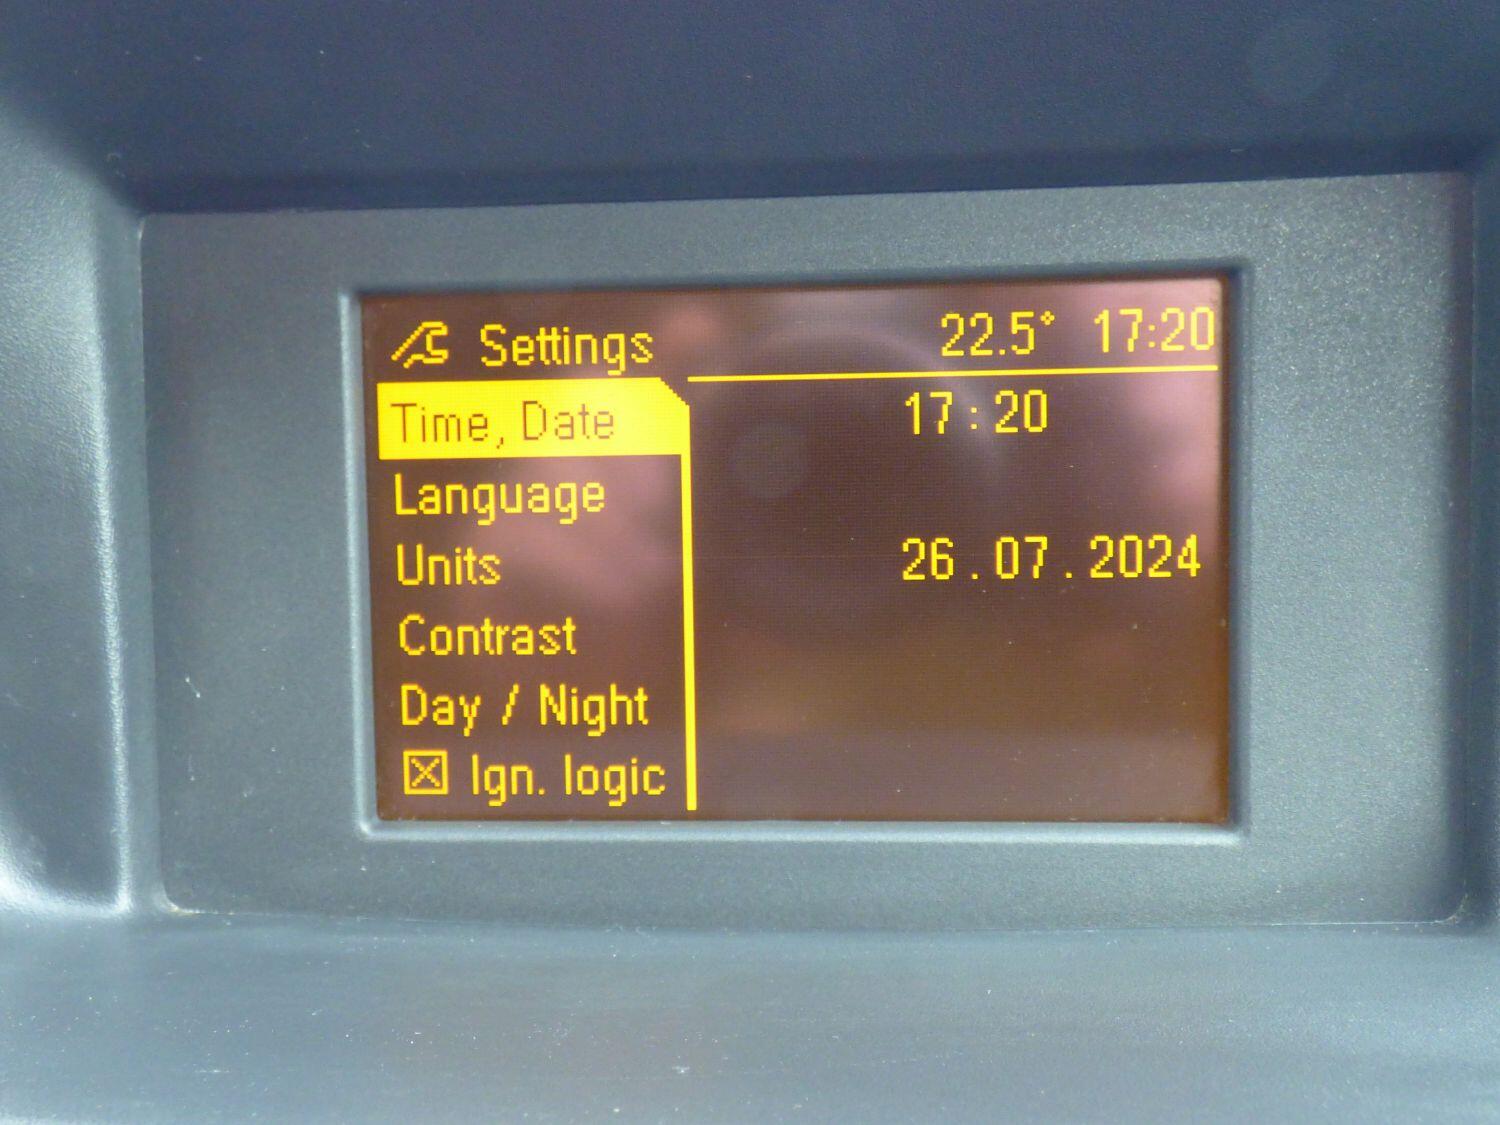 Settings 22.5° 17:20
Time, Date 17 : 20
Language
Units 26 . 07 . 2024
Contrast
Day / Night
Ign. logic